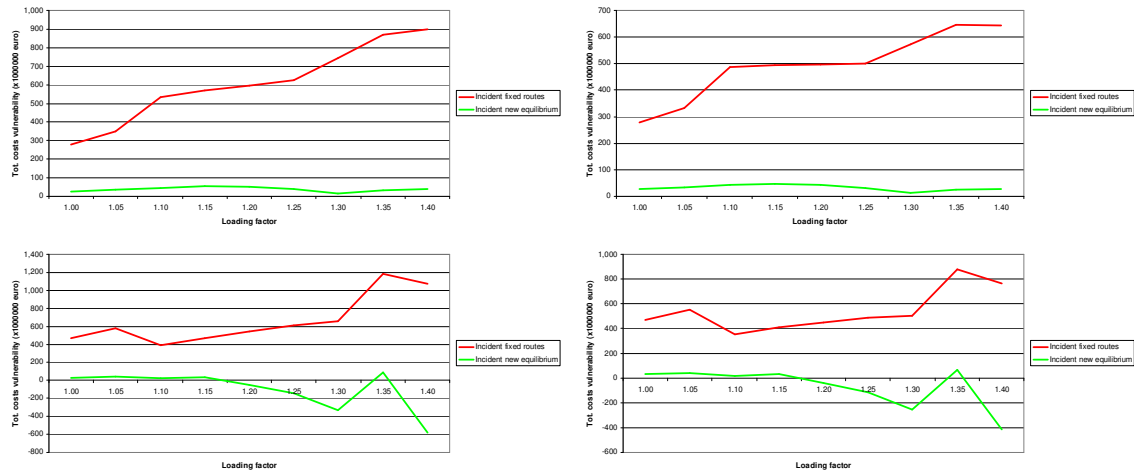 1,000
900
800
700
600
500
400
300
200
100
0
Tot. costs vulnerability (x1000000 euro)
1.00 1.05 1.10 1.15 1.20 1.25 1.30 1.35 1.40
Loading factor
Incident fixed routes
Incident new equilibrium
700
600
500
400
300
200
100
0
Tot. costs vulnerability (x1000000 euro)
1.00 1.05 1.10 1.15 1.20 1.25 1.30 1.35 1.40
Loading factor
Incident fixed routes
Incident new equilibrium
1,400
1,200
1,000
800
600
400
200
0
-200
-400
-600
-800
Tot. costs vulnerability (x1000000 euro)
1.00 1.05 1.10 1.15 1.20 1.25 1.30 1.35 1.40
Loading factor
Incident fixed routes
Incident new equilibrium
1,000
800
600
400
200
0
-200
-400
-600
Tot. costs vulnerability (x1000000 euro)
1.00 1.05 1.10 1.15 1.20 1.25 1.30 1.35 1.40
Loading factor
Incident fixed routes
Incident new equilibrium